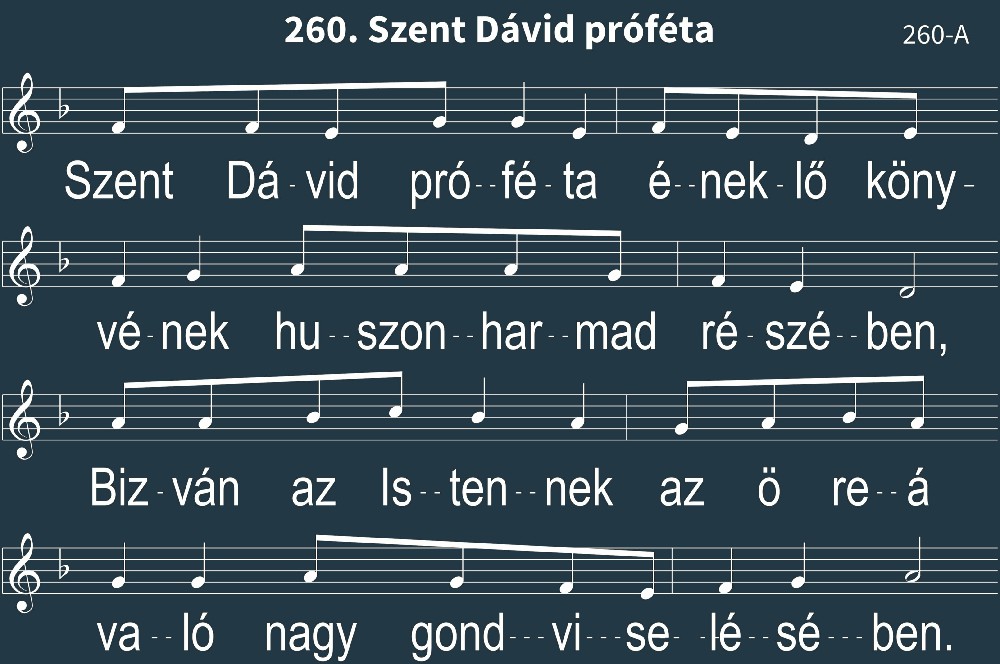 260. Szent Dávid próféta
260-A
Szent Dá - vid pró - - fé - ta é - - nek - lő köny -
vé - nek hu - - szon - - har - - mad ré - szé - - ben,
Biz - ván az Is - - ten - - nek az ö re - - á
va - - ló nagy gond - - - vi - - - se - - lé - - sé - - - ben.